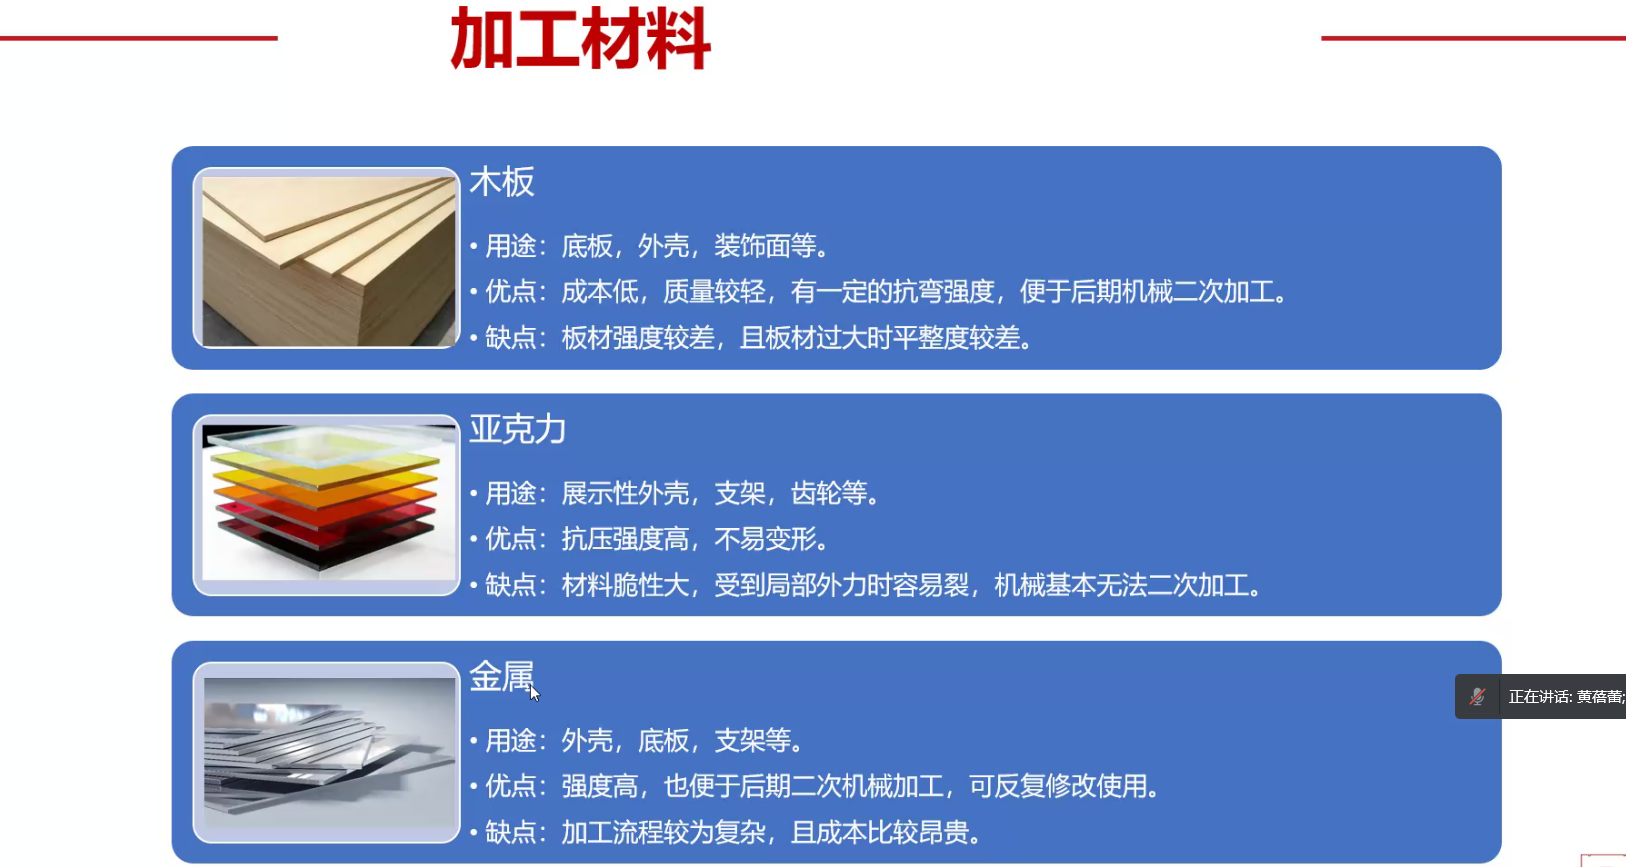 加工材料
木板
• 用途：底板，外壳，装饰面等。
• 优点：成本低，质量较轻，有一定的抗弯强度，便于后期机械二次加工。
• 缺点：板材强度较差，且板材过大时平整度较差。
亚克力
• 用途：展示性外壳，支架，齿轮等。
• 优点：抗压强度高，不易变形。
• 缺点：材料脆性大，受到局部外力时容易裂，机械基本无法二次加工。
金属
正在讲话: 黄蓓蕾;
• 用途：外壳，底板，支架等。
• 优点：强度高，也便于后期二次机械加工，可反复修改使用。
• 缺点：加工流程较为复杂，且成本比较昂贵。